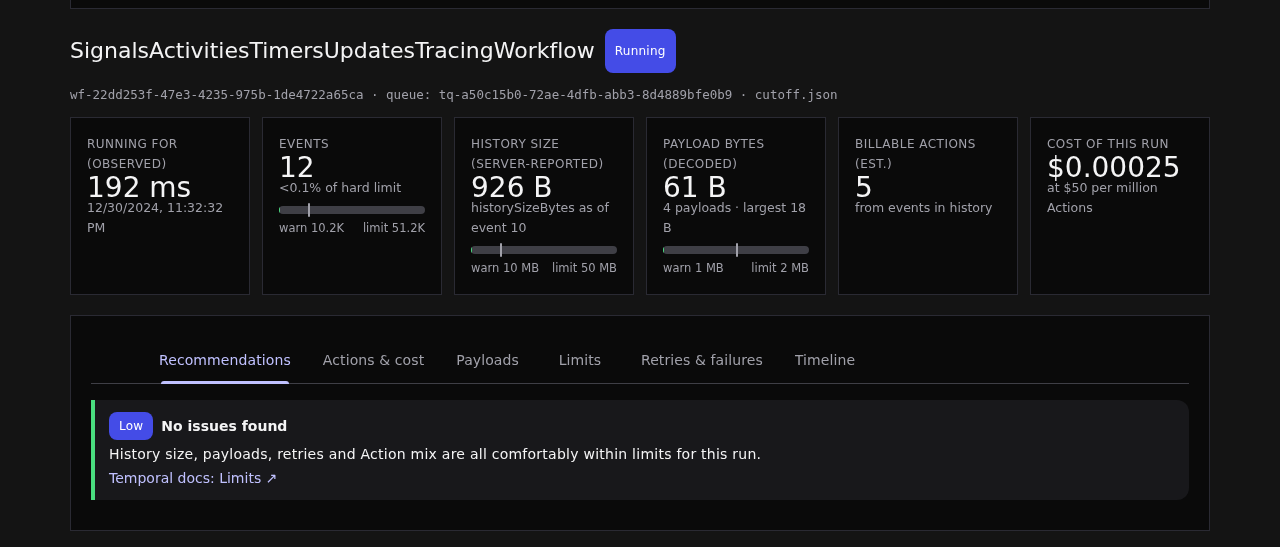 SignalsActivitiesTimersUpdatesTracingWorkflow Running
wf-22dd253f-47e3-4235-975b-1de4722a65ca · queue: tq-a50c15b0-72ae-4dfb-abb3-8d4889bfe0b9 · cutoff.json
RUNNING FOR
(OBSERVED)
192 ms
12/30/2024, 11:32:32
PM
EVENTS
12
<0.1% of hard limit
warn 10.2K limit 51.2K
HISTORY SIZE
(SERVER-REPORTED)
926 B
historySizeBytes as of
event 10
warn 10 MB limit 50 MB
PAYLOAD BYTES
(DECODED)
61 B
4 payloads · largest 18
B
warn 1 MB limit 2 MB
BILLABLE ACTIONS
(EST.)
5
from events in history
COST OF THIS RUN
$0.00025
at $50 per million
Actions
Recommendations Actions & cost Payloads Limits Retries & failures Timeline
Low No issues found
History size, payloads, retries and Action mix are all comfortably within limits for this run.
Temporal docs: Limits ↗